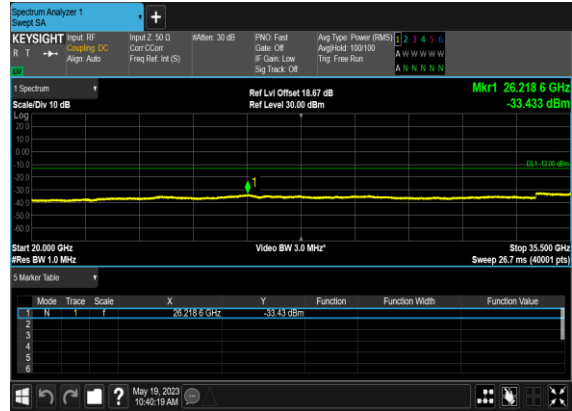 Spectrum Analyzer 1
Swept SA
+
KEYSIGHT Input: RF Input Z: 50 Ω #Atten: 30 dB PNO: Fast Avg Type: Power (RMS) 1 2 3 4 5 6
R T Coupling: DC Corr CCorr Gate: Off Avg|Hold: 100/100 A W W W W W
Align: Auto Freq Ref: Int (S) IF Gain: Low Trig: Free Run
Sig Track: Off A N N N N N
1 Spectrum Ref Lvl Offset 18.67 dB Mkr1 26.218 6 GHz
Scale/Div 10 dB Ref Level 30.00 dBm -33.433 dBm
Log
20.0
10.0
0.00
-10.0 DL1 -13.00 dBm
-20.0
-30.0 1
-40.0
-50.0
-60.0
Start 20.000 GHz Video BW 3.0 MHz* Stop 35.500 GHz
#Res BW 1.0 MHz Sweep 26.7 ms (40001 pts)
5 Marker Table
Mode Trace Scale X Y Function Function Width Function Value
1 N 1 f 26.218 6 GHz -33.43 dBm
2
3
4
5
6
? May 19, 2023
10:40:19 AM